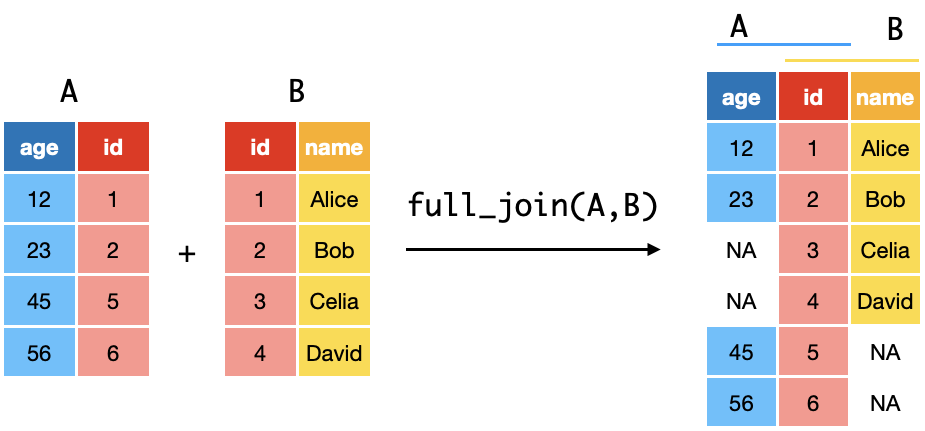 A
age id
12 1
23 2
45 5
56 6
+
B
id name
1 Alice
2 Bob
3 Celia
4 David
full_join(A,B)
A B
age id name
12 1 Alice
23 2 Bob
NA 3 Celia
NA 4 David
45 5 NA
56 6 NA